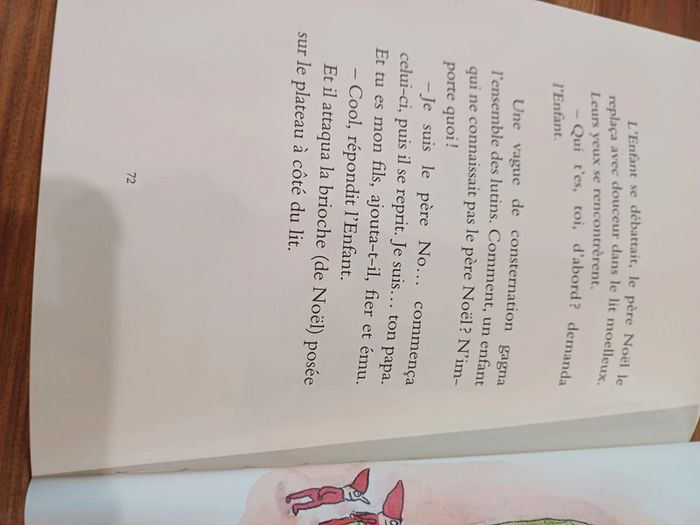 L'Enfant se débattait, le père Noël le
replaça avec douceur dans le lit moelleux.
Leurs yeux se rencontrèrent.
– Qui t'es, toi, d'abord ? demanda
l'Enfant.
Une vague de consternation gagna
l'ensemble des lutins. Comment, un enfant
qui ne connaissait pas le père Noël ? N'im-
porte quoi !
– Je suis le père No... commença
celui-ci, puis il se reprit. Je suis... ton papa.
Et tu es mon fils, ajouta-t-il, fier et ému.
– Cool, répondit l'Enfant.
Et il attaqua la brioche (de Noël) posée
sur le plateau à côté du lit.
72